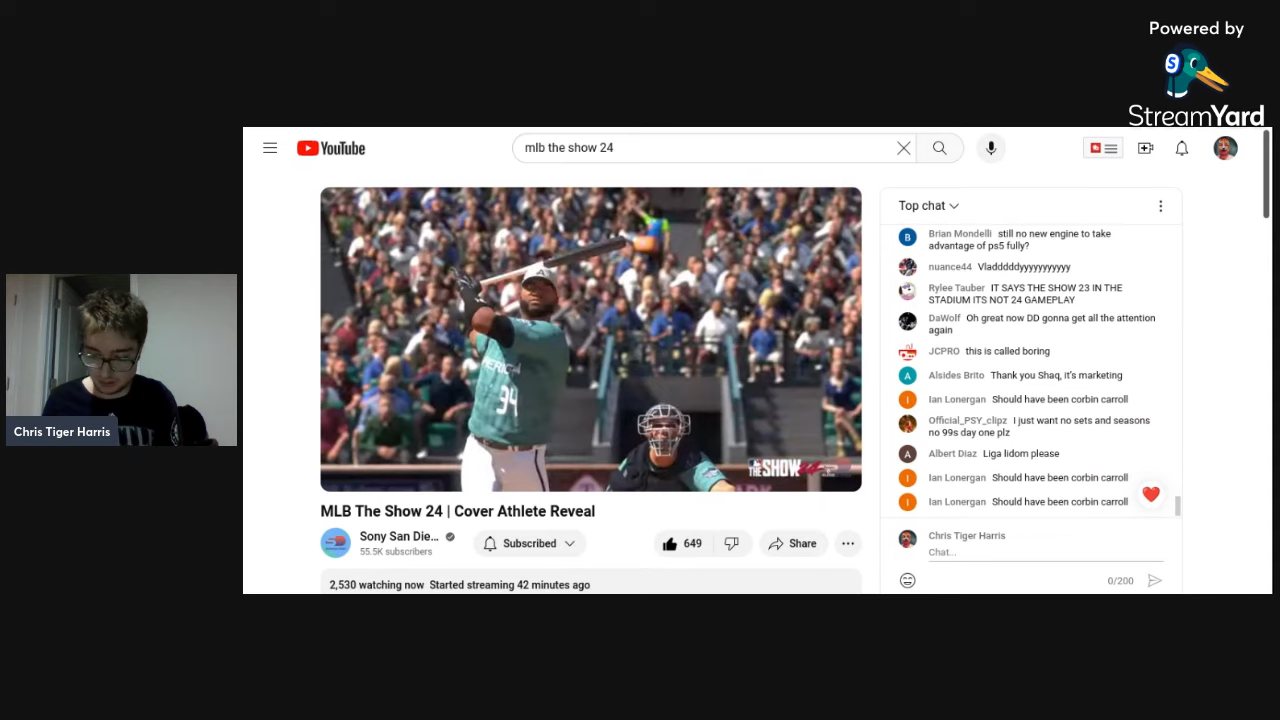 Powered by
StreamYard
YouTube
mlb the show 24
Top chat
Brian Mondelli still no new engine to take
advantage of ps5 fully?
nuance44 Vladddddyyyyyyyyyy
Rylee Tauber IT SAYS THE SHOW 23 IN THE
STADIUM ITS NOT 24 GAMEPLAY
DaWolf Oh great now DD gonna get all the attention
again
JCPRO this is called boring
Alsides Brito Thank you Shaq, it's marketing
Ian Lonergan Should have been corbin carroll
Official_PSY_clipz I just want no sets and seasons
no 99s day one plz
Albert Diaz Liga lidom please
Ian Lonergan Should have been corbin carroll
Ian Lonergan Should have been corbin carroll
34
THE SHOW 24
Chris Tiger Harris
MLB The Show 24 | Cover Athlete Reveal
Sony San Die...
55.5K subscribers
Subscribed
649
Share
2,530 watching now Started streaming 42 minutes ago
Chris Tiger Harris
Chat...
0/200